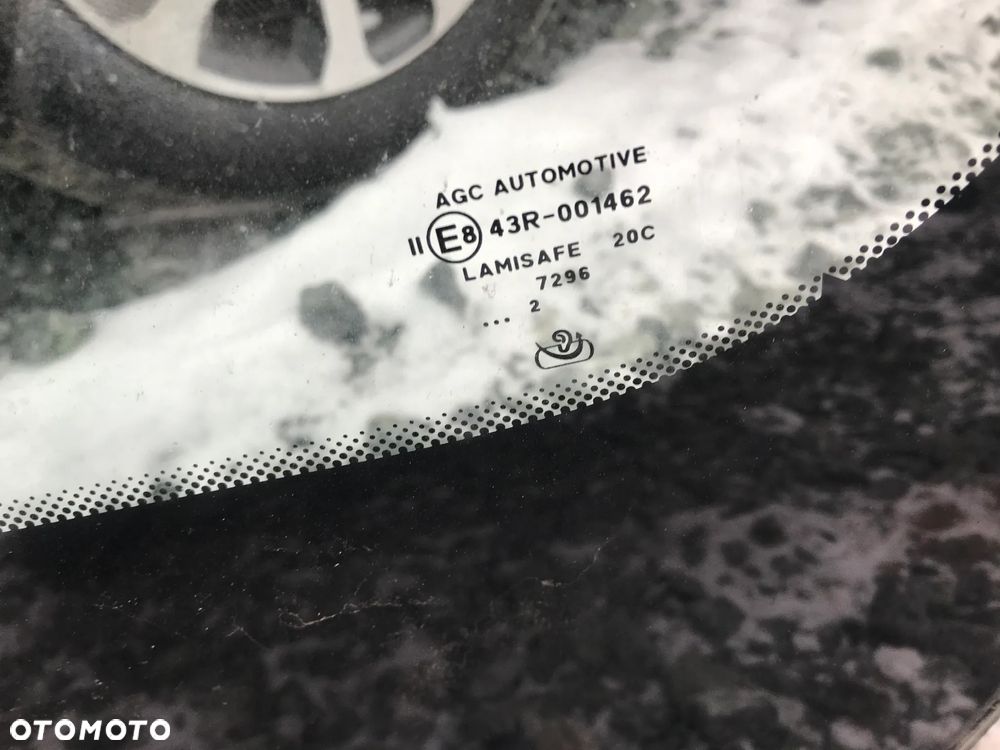 AGC AUTOMOTIVE
II E8 43R-001462
LAMISAFE 20C
7296
... 2
OTOMOTO